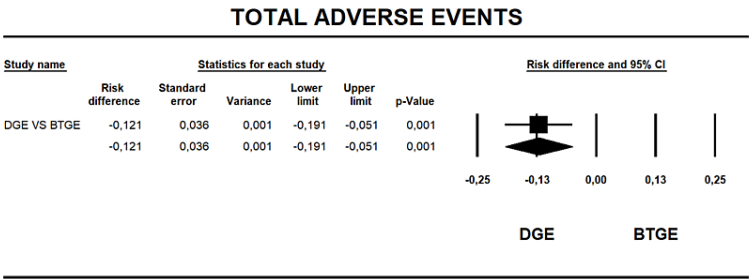 TOTAL ADVERSE EVENTS
Study name Statistics for each study Risk difference and 95% CI
Risk Standard Lower Upper
difference error Variance limit limit p-Value
DGE VS BTGE -0,121 0,036 0,001 -0,191 -0,051 0,001
-0,121 0,036 0,001 -0,191 -0,051 0,001
-0,25 -0,13 0,00 0,13 0,25
DGE BTGE